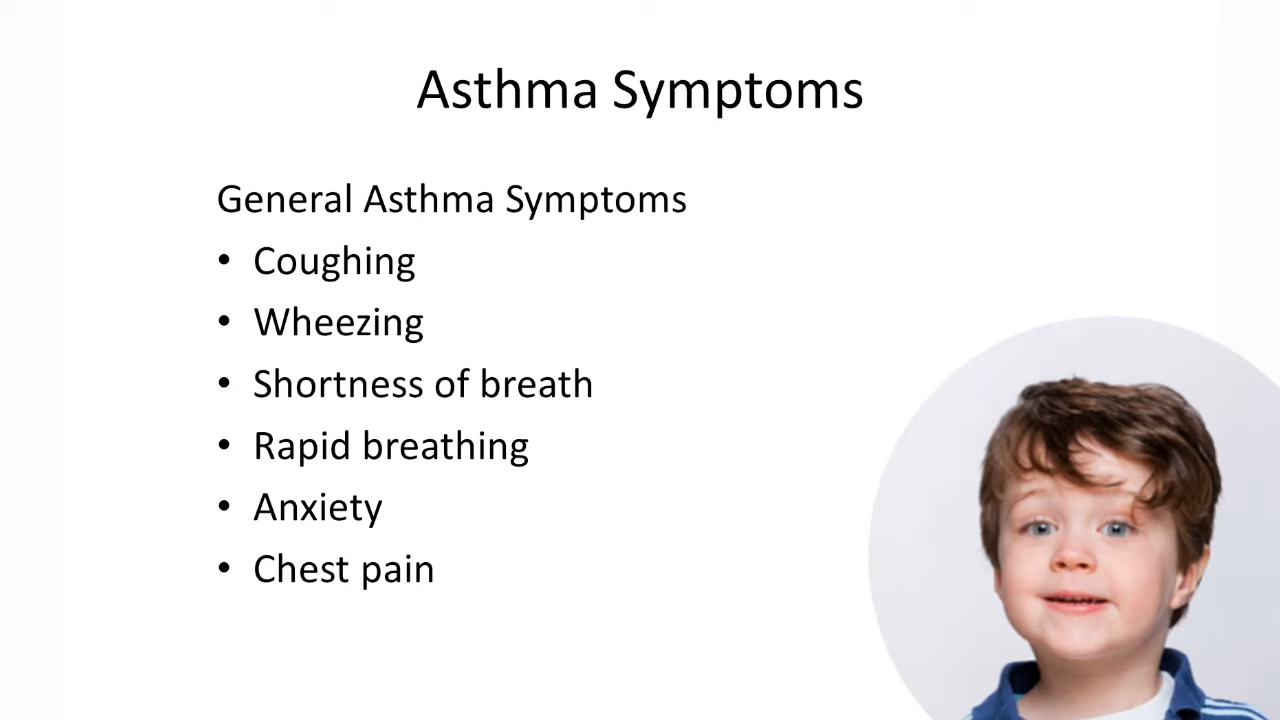 Asthma Symptoms
General Asthma Symptoms
• Coughing
• Wheezing
• Shortness of breath
• Rapid breathing
• Anxiety
• Chest pain